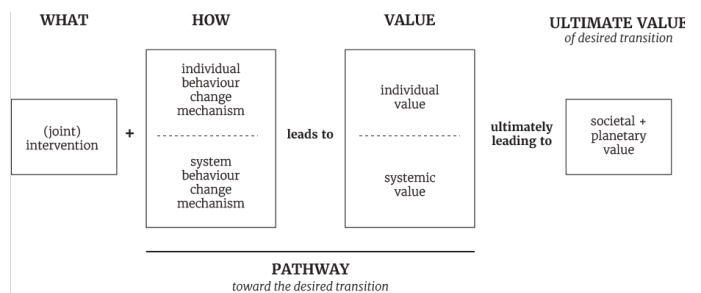 WHAT
HOW
VALUE
ULTIMATE VALUE
of desired transition
(joint)
intervention
+
individual
behaviour
change
mechanism
system
behaviour
change
mechanism
leads to
individual
value
systemic
value
ultimately
leading to
societal +
planetary
value
PATHWAY
toward the desired transition